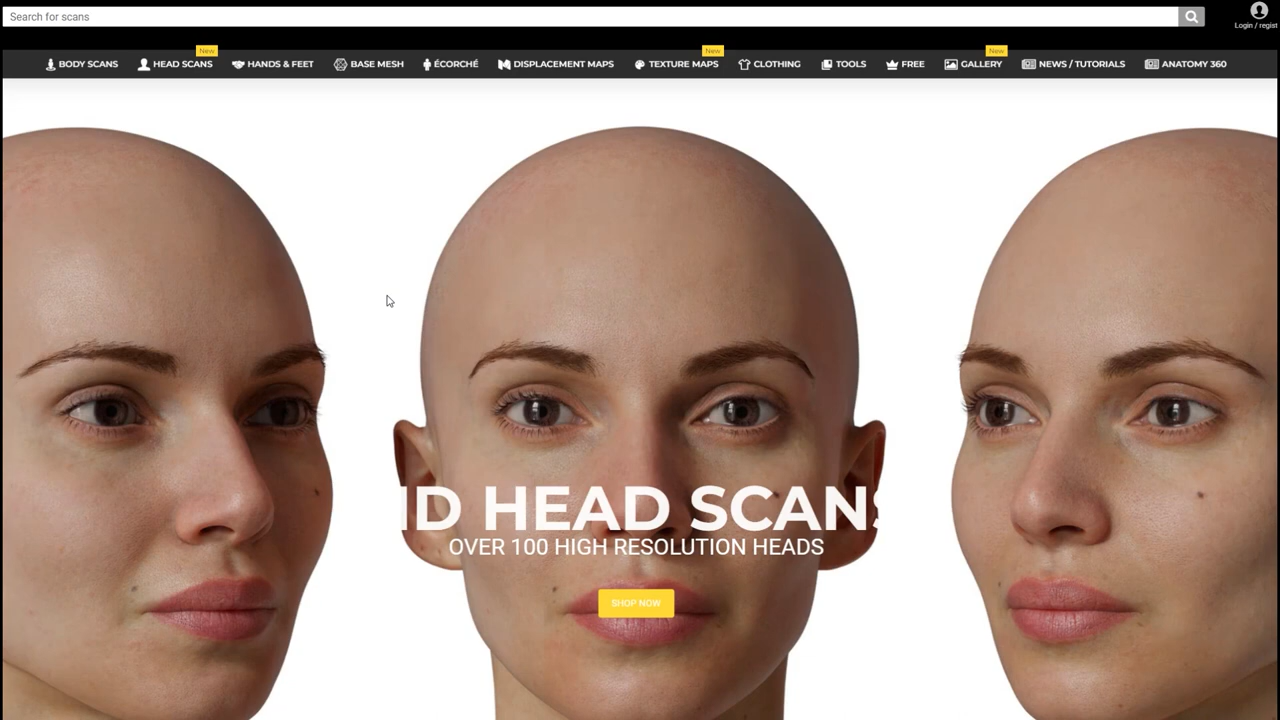 Search for scans
Login / regist
New New New
BODY SCANS HEAD SCANS HANDS & FEET BASE MESH ÉCORCHÉ DISPLACEMENT MAPS TEXTURE MAPS CLOTHING TOOLS FREE GALLERY NEWS / TUTORIALS ANATOMY 360
ID HEAD SCANS
OVER 100 HIGH RESOLUTION HEADS
SHOP NOW